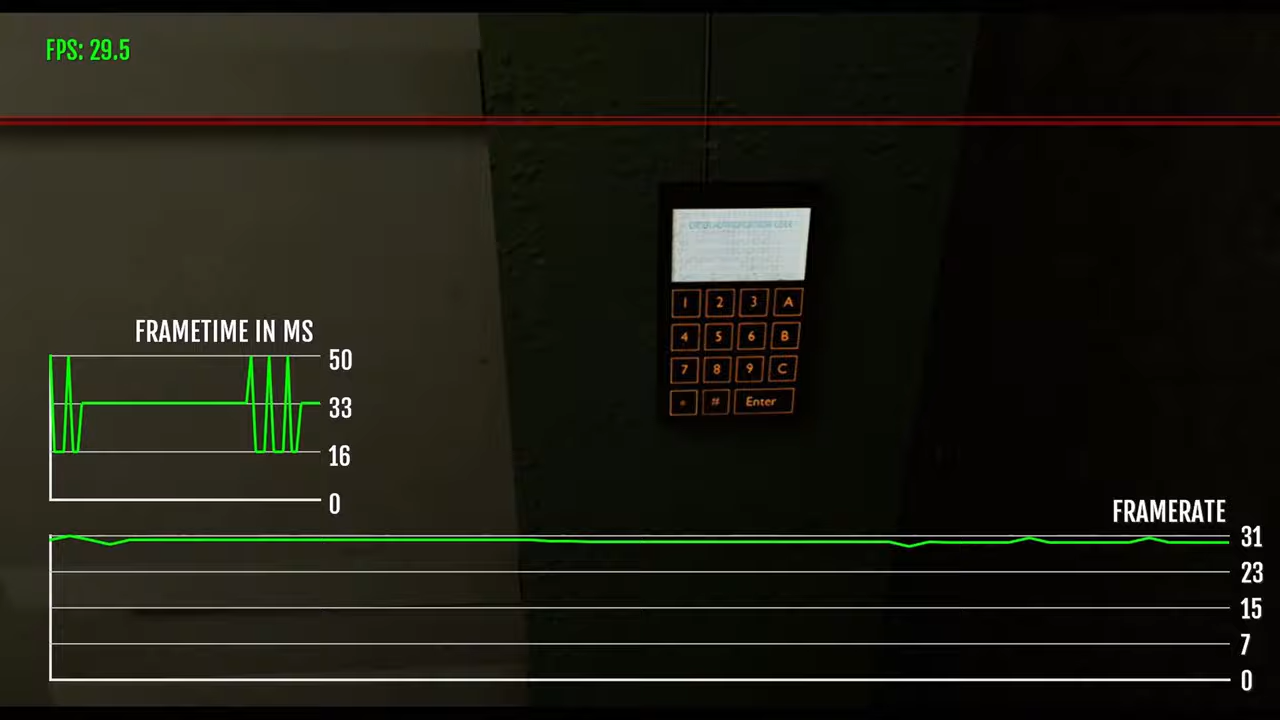 FPS: 29.5
1 2 3 A
4 5 6 B
7 8 9 C
* # Enter
FRAMETIME IN MS
50
33
16
0
FRAMERATE
31
23
15
7
0